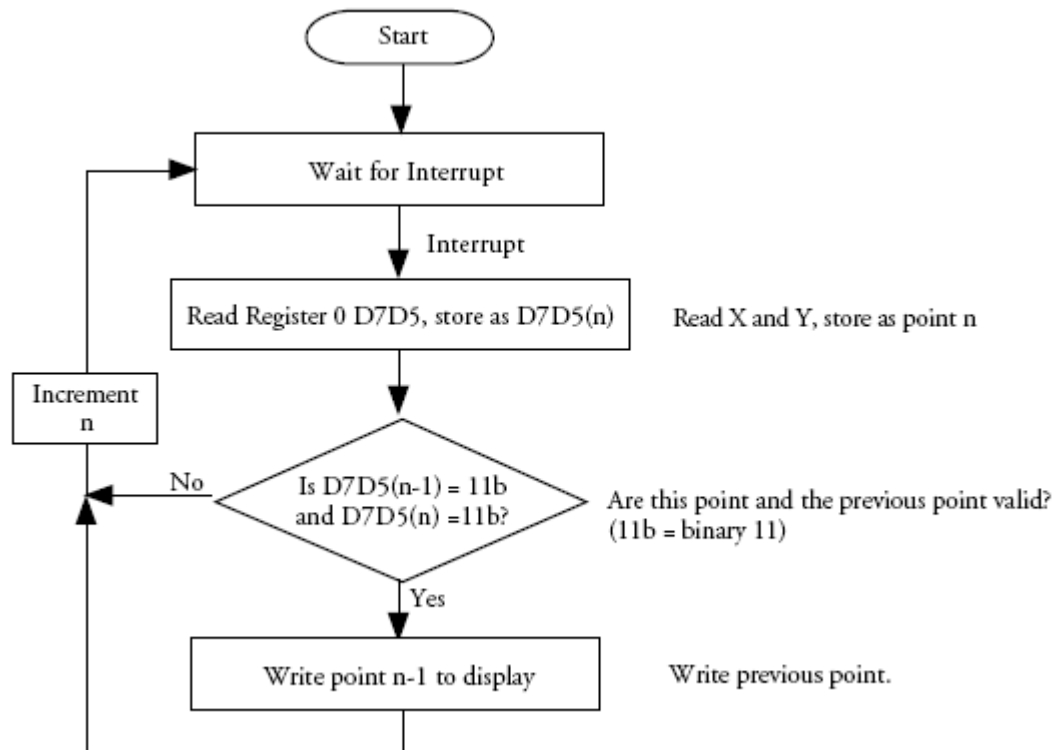 Start
Wait for Interrupt
Interrupt
Read Register 0 D7D5, store as D7D5(n)
Read X and Y, store as point n
Increment
n
No
Is D7D5(n-1) = 11b
and D7D5(n) =11b?
Are this point and the previous point valid?
(11b = binary 11)
Yes
Write point n-1 to display
Write previous point.